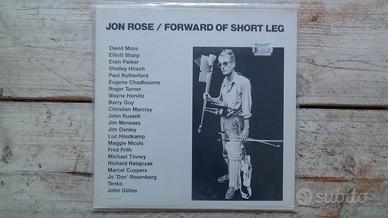 JON ROSE / FORWARD OF SHORT LEG
David Moss
Elliott Sharp
Evan Parker
Shelley Hirsch
Paul Rutherford
Eugene Chadbourne
Roger Turner
Wayne Horvitz
Barry Guy
Christian Marclay
John Russell
Jim Meneses
Jim Denley
Luc Houtkamp
Maggie Nicols
Fred Frith
Michael Tinney
Richard Ratajczak
Marcel Cuypers
Jo 'Doc' Rosenberg
Tenko
John Gillies
subito